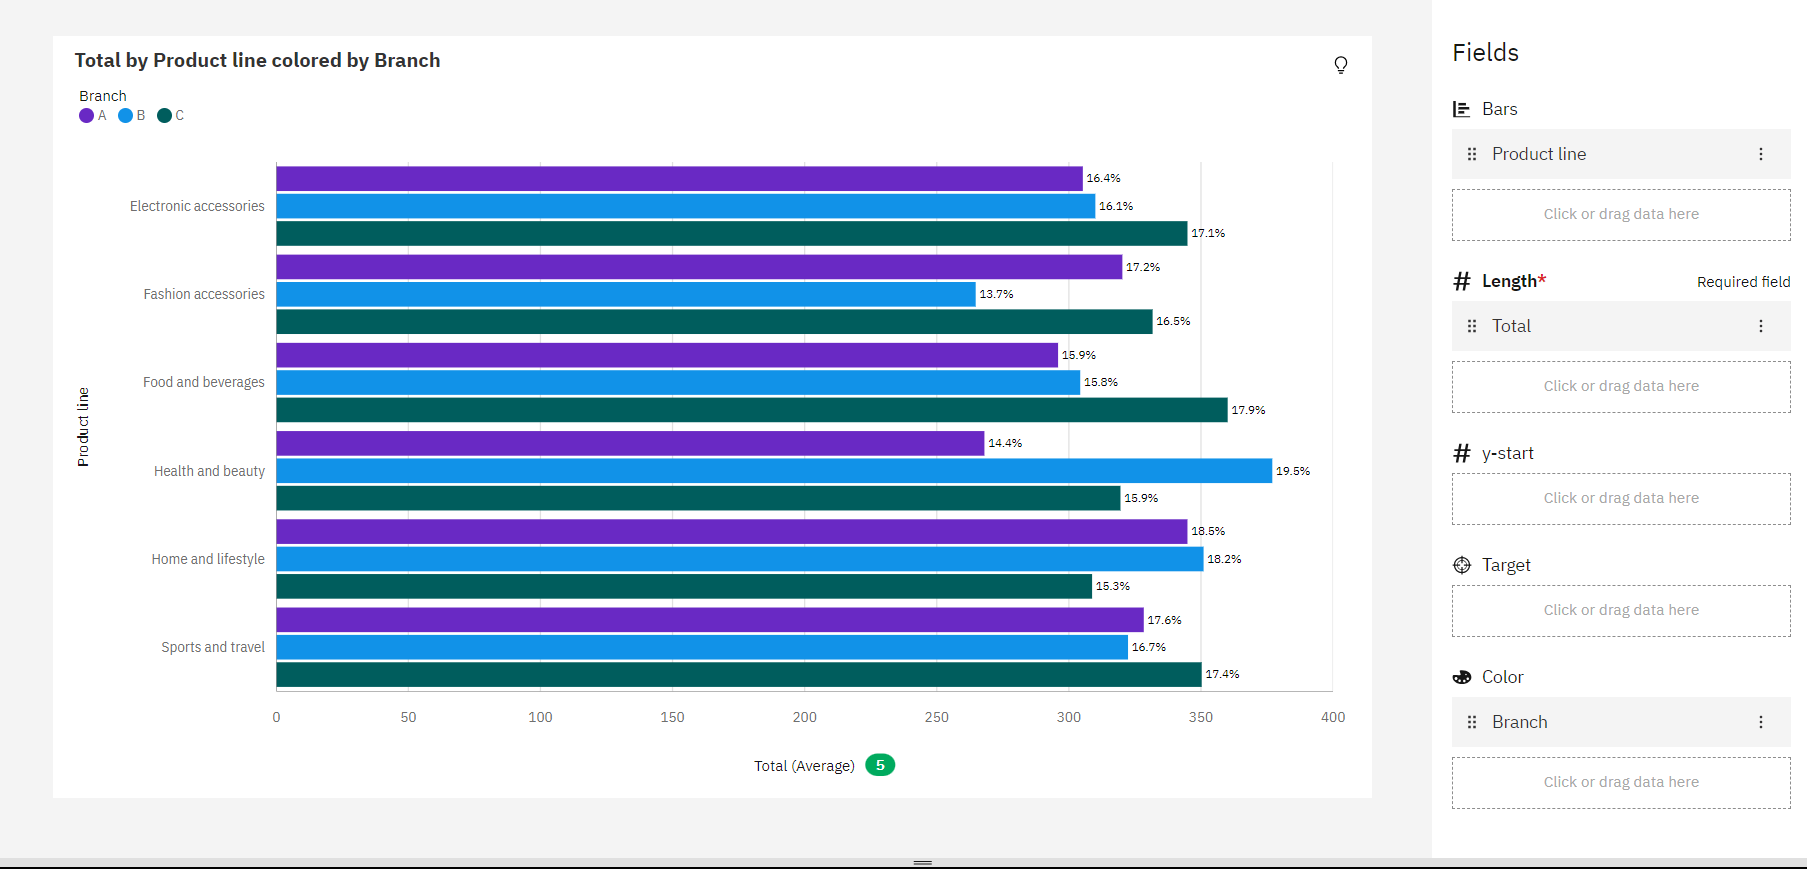 Total by Product line colored by Branch
Branch
A B C
16.4%
Electronic accessories 16.1%
17.1%
17.2%
Fashion accessories 13.7%
16.5%
15.9%
Food and beverages 15.8%
17.9%
14.4%
Health and beauty 19.5%
15.9%
18.5%
Home and lifestyle 18.2%
15.3%
17.6%
Sports and travel 16.7%
17.4%
Product line
0 50 100 150 200 250 300 350 400
Total (Average) 5
Fields
Bars
Product line
Click or drag data here
# Length* Required field
Total
Click or drag data here
# y-start
Click or drag data here
Target
Click or drag data here
Color
Branch
Click or drag data here